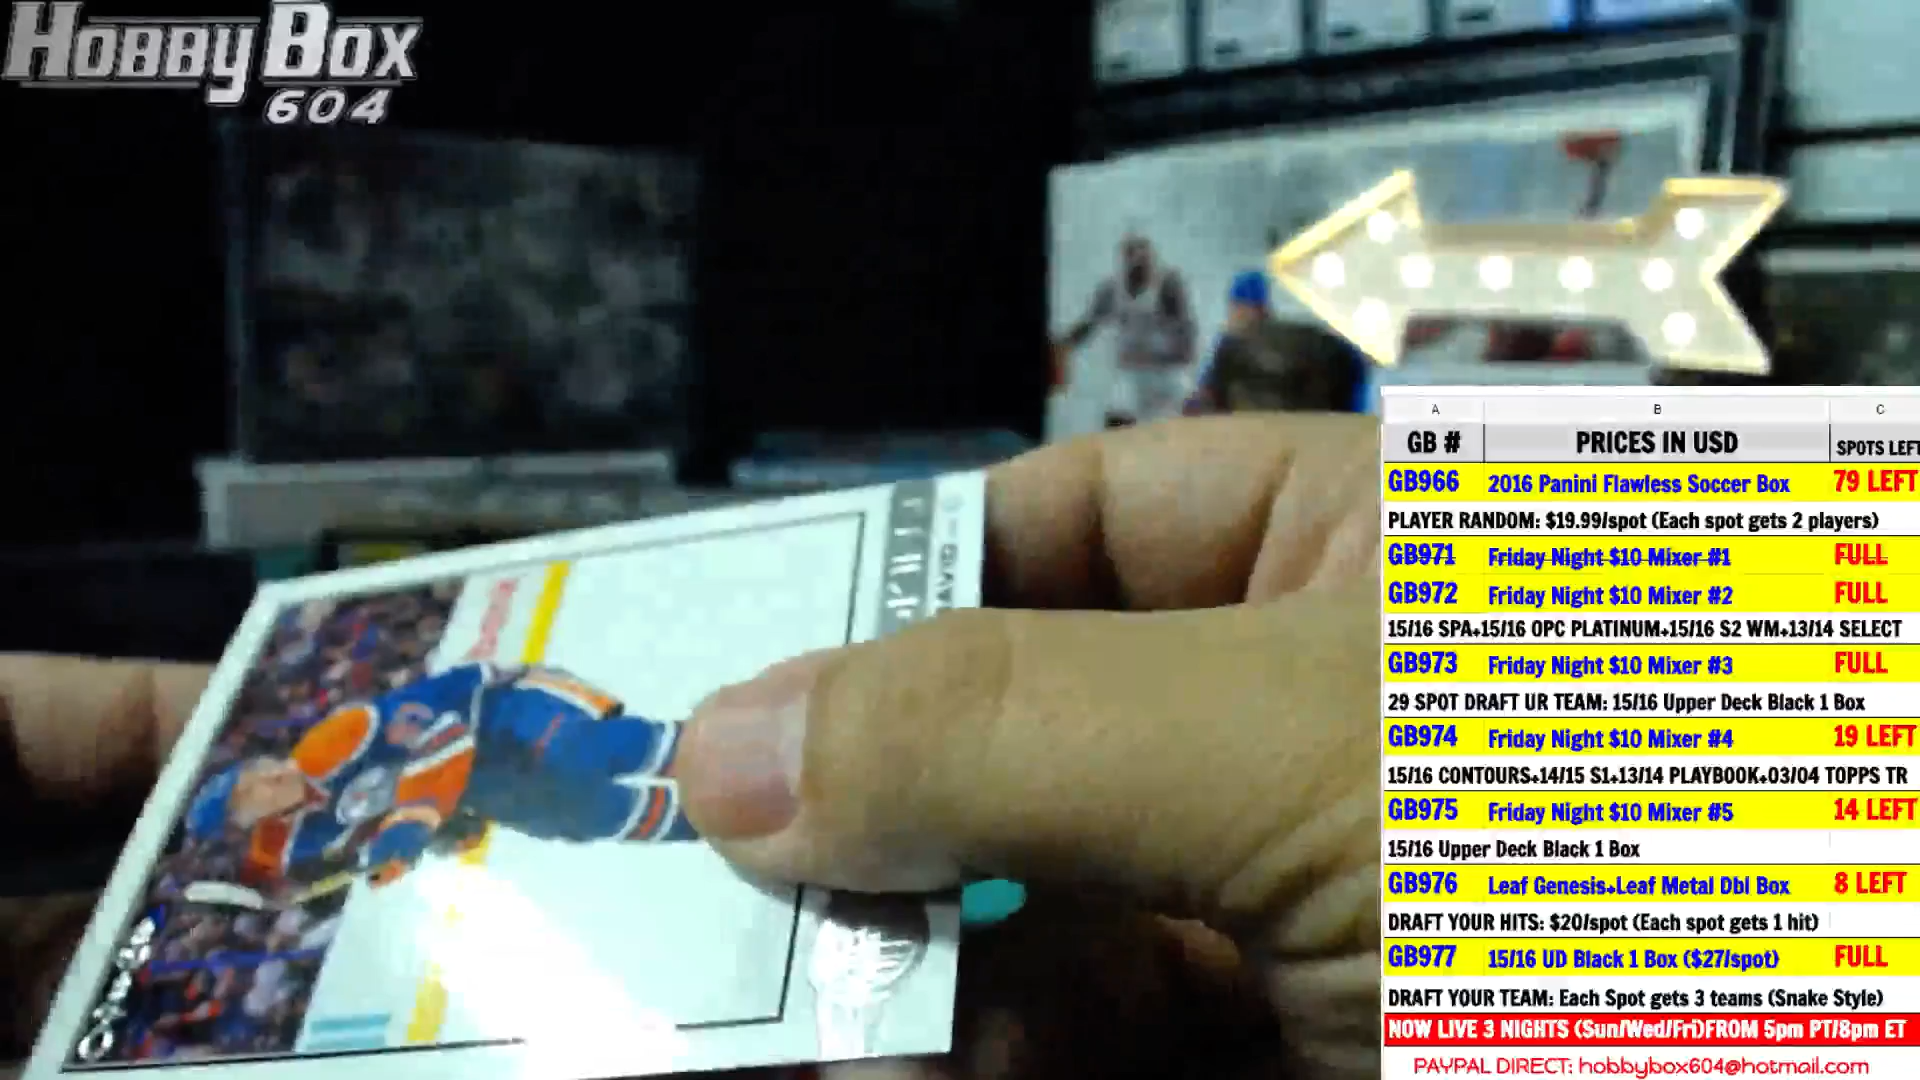 HOBBY BOX
604
A B C
GB # PRICES IN USD SPOTS LEFT
GB966 2016 Panini Flawless Soccer Box 79 LEFT
PLAYER RANDOM: $19.99/spot (Each spot gets 2 players)
GB971 Friday Night $10 Mixer #1 FULL
GB972 Friday Night $10 Mixer #2 FULL
15/16 SPA+15/16 OPC PLATINUM+15/16 S2 WM+13/14 SELECT
GB973 Friday Night $10 Mixer #3 FULL
29 SPOT DRAFT UR TEAM: 15/16 Upper Deck Black 1 Box
GB974 Friday Night $10 Mixer #4 19 LEFT
15/16 CONTOURS+14/15 S1+13/14 PLAYBOOK+03/04 TOPPS TR
GB975 Friday Night $10 Mixer #5 14 LEFT
15/16 Upper Deck Black 1 Box
GB976 Leaf Genesis+Leaf Metal Dbl Box 8 LEFT
DRAFT YOUR HITS: $20/spot (Each spot gets 1 hit)
GB977 15/16 UD Black 1 Box ($27/spot) FULL
DRAFT YOUR TEAM: Each Spot gets 3 teams (Snake Style)
NOW LIVE 3 NIGHTS (Sun/Wed/Fri)FROM 5pm PT/8pm ET
PAYPAL DIRECT: hobbybox604@hotmail.com